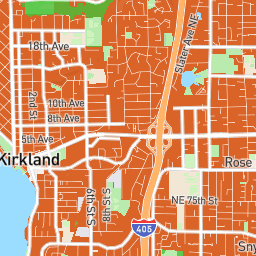 Slater Ave NE
18th Ave
2nd St
10th Ave
8th Ave
5th Ave
Kirkland
Rose
6th St S
8th St S
NE 75th St
405
Sny